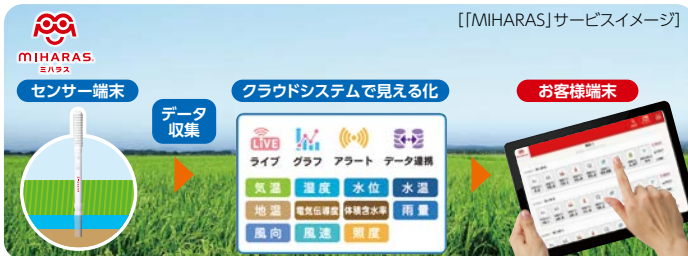 [「MIHARAS」サービスイメージ]
MIHARAS.
ミハラス
センサー端末
データ
収集
クラウドシステムで見える化
お客様端末
LIVE
ライブ グラフ アラート データ連携
気温 湿度 水位 水温
地温 電気伝導度 体積含水率 雨量
風向 風速 照度